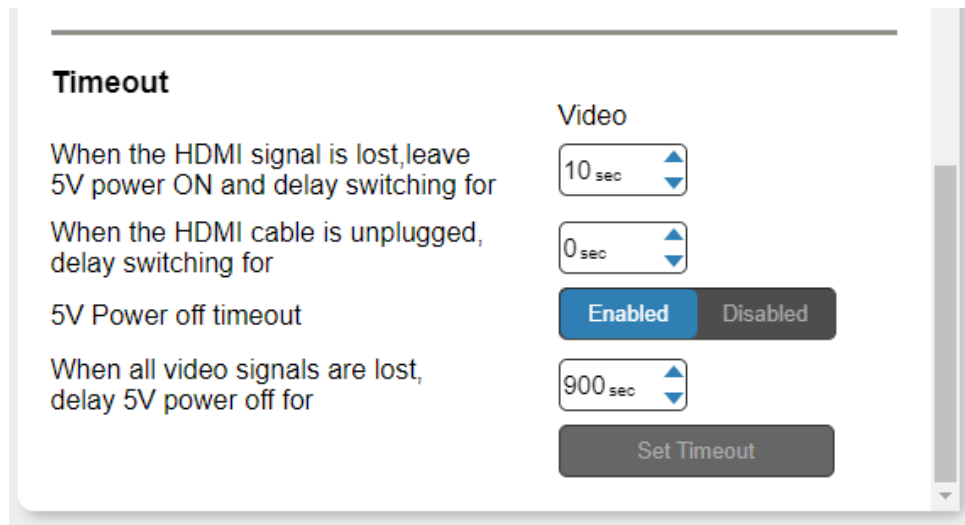 Timeout
Video
When the HDMI signal is lost,leave
5V power ON and delay switching for
10 sec
When the HDMI cable is unplugged,
delay switching for
0 sec
5V Power off timeout
Enabled Disabled
When all video signals are lost,
delay 5V power off for
900 sec
Set Timeout